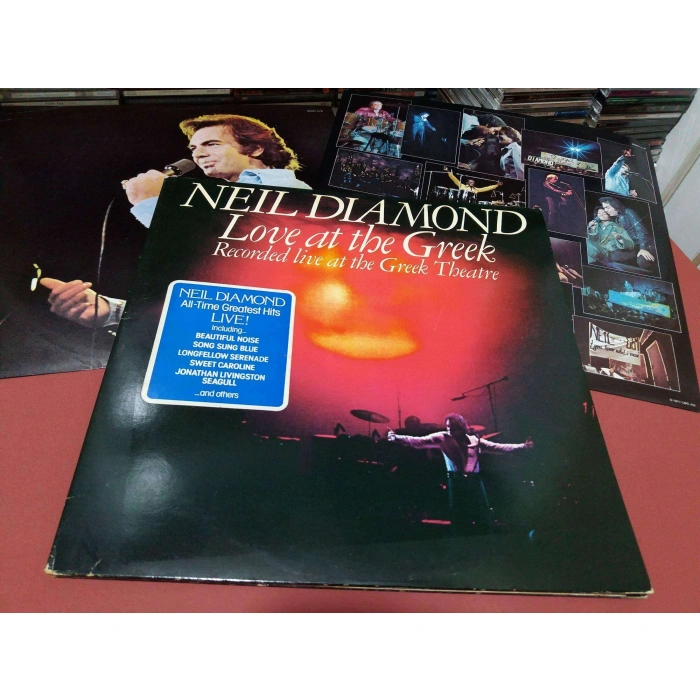 NEIL DIAMOND
Love at the Greek
Recorded live at the Greek Theatre
NEIL DIAMOND
All-Time Greatest Hits
LIVE!
Including...
BEAUTIFUL NOISE
SONG SUNG BLUE
LONGFELLOW SERENADE
SWEET CAROLINE
JONATHAN LIVINGSTON
SEAGULL
...and others
DIAMOND